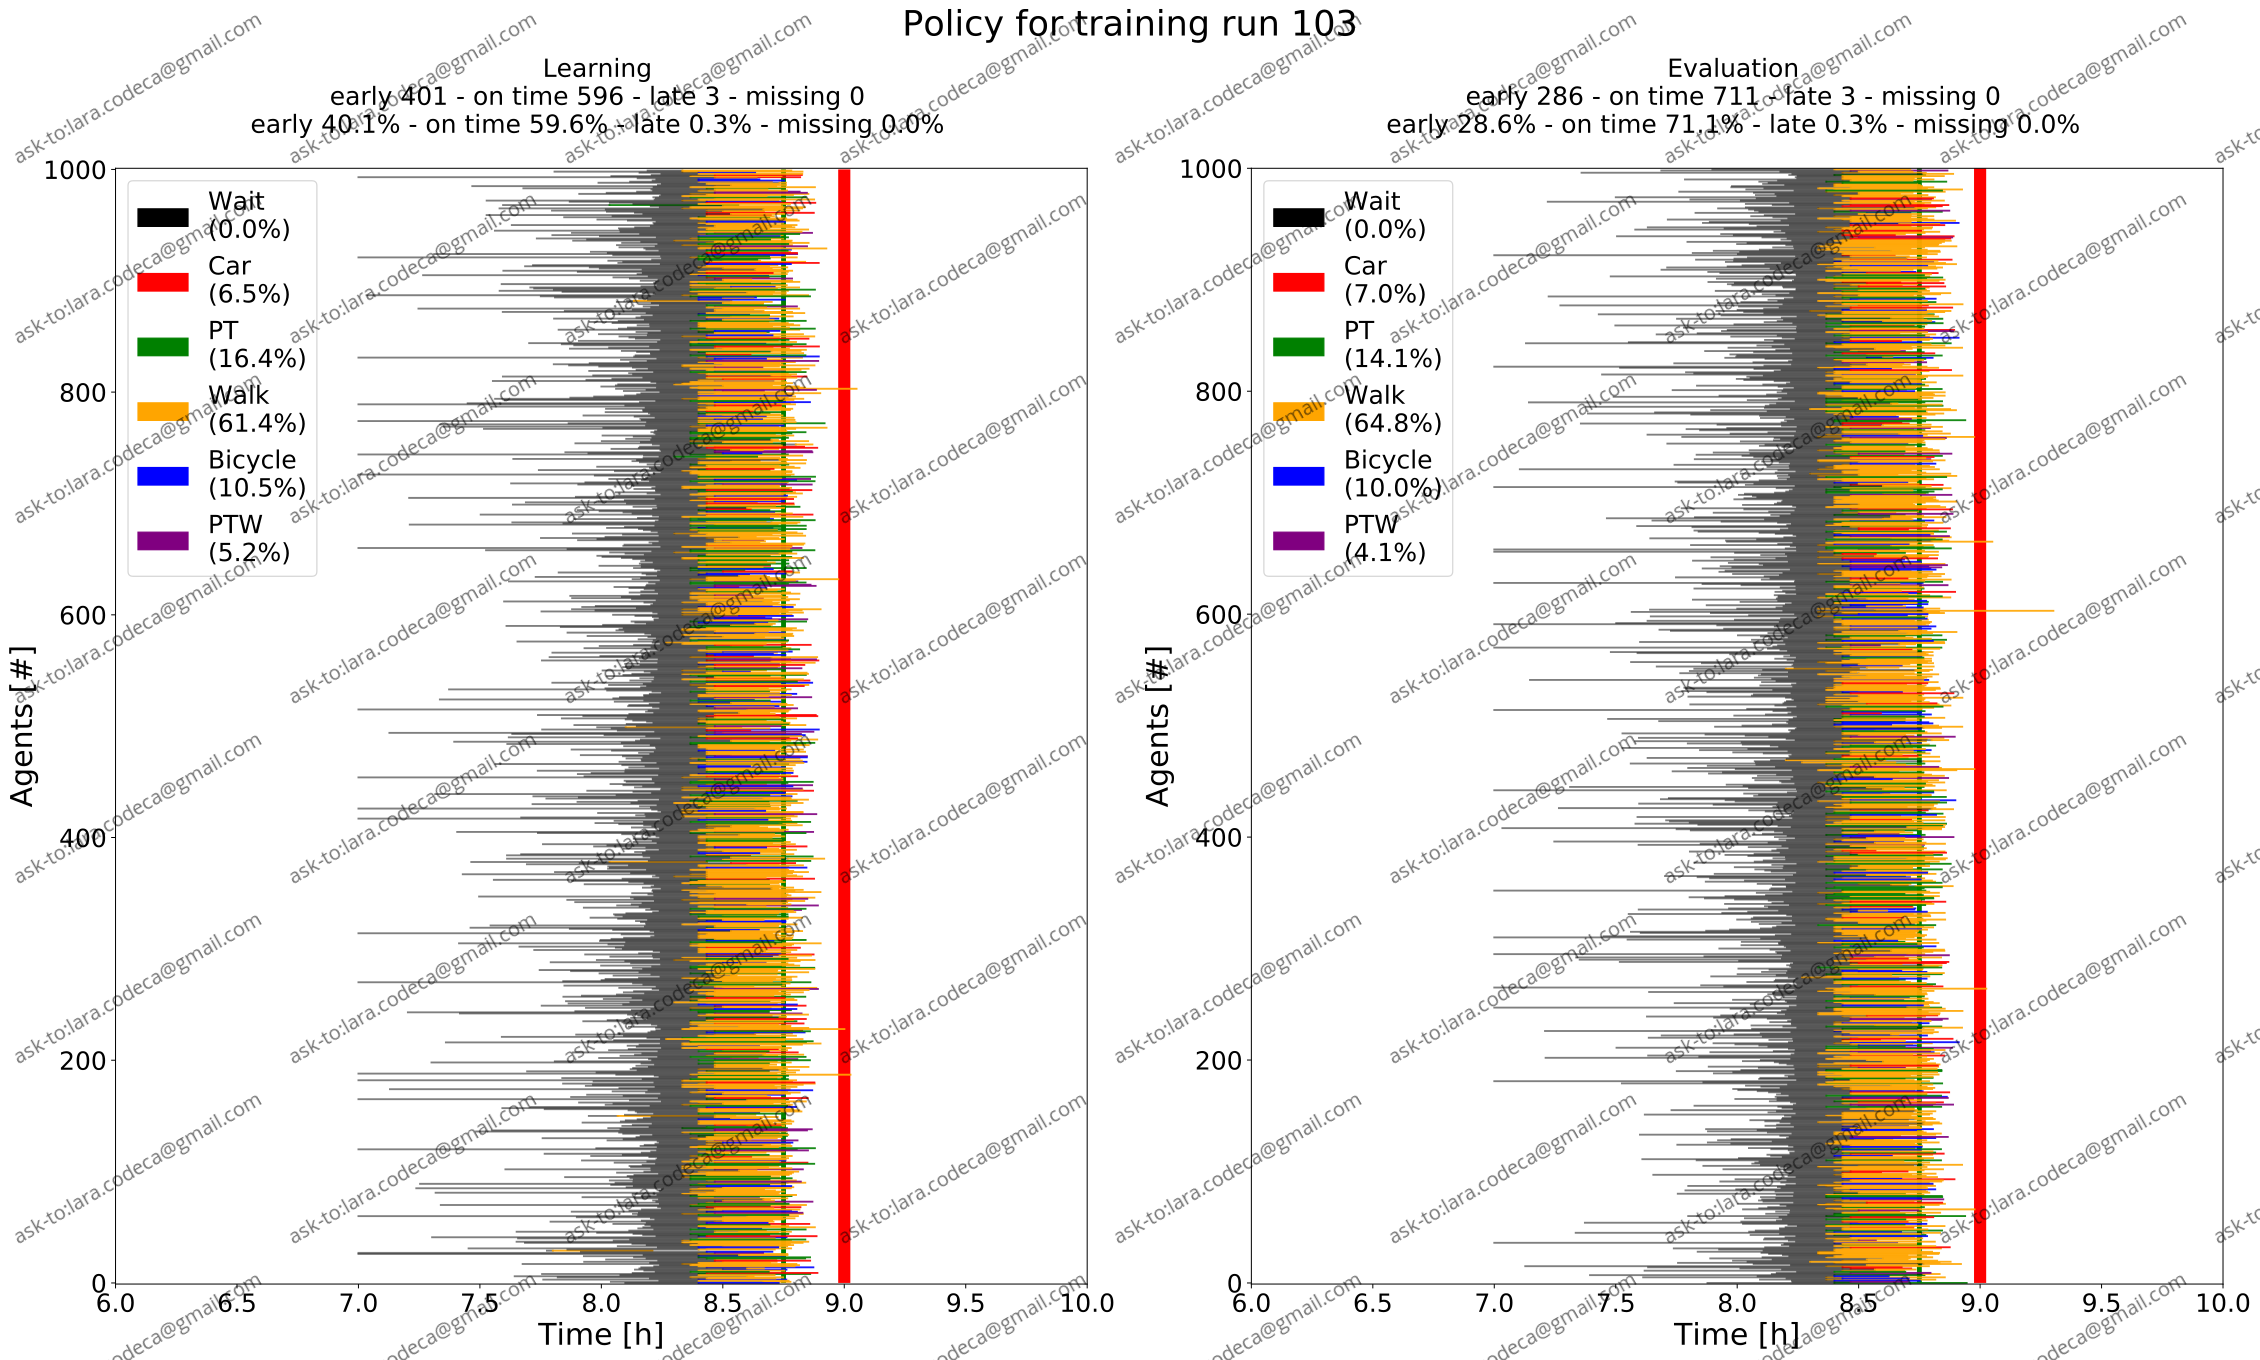 Policy for training run 103
Learning
early 401 - on time 596 - late 3 - missing 0
early 40.1% - on time 59.6% - late 0.3% - missing 0.0%
1000
800
600
400
200
0
Agents [#]
Wait
(0.0%)
Car
(6.5%)
PT
(16.4%)
Walk
(61.4%)
Bicycle
(10.5%)
PTW
(5.2%)
6.0 6.5 7.0 7.5 8.0 8.5 9.0 9.5 10.0
Time [h]
Evaluation
early 286 - on time 711 - late 3 - missing 0
early 28.6% - on time 71.1% - late 0.3% - missing 0.0%
1000
800
600
400
200
0
Agents [#]
Wait
(0.0%)
Car
(7.0%)
PT
(14.1%)
Walk
(64.8%)
Bicycle
(10.0%)
PTW
(4.1%)
6.0 6.5 7.0 7.5 8.0 8.5 9.0 9.5 10.0
Time [h]
ask-to:lara.codeca@gmail.com